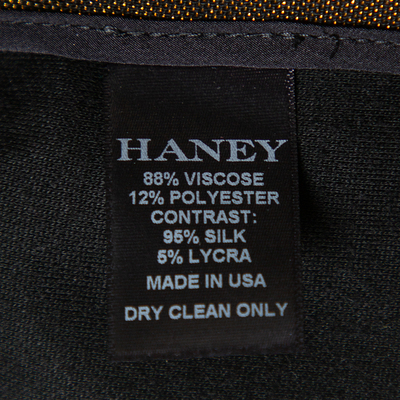 HANEY
88% VISCOSE
12% POLYESTER
CONTRAST:
95% SILK
5% LYCRA
MADE IN USA
DRY CLEAN ONLY